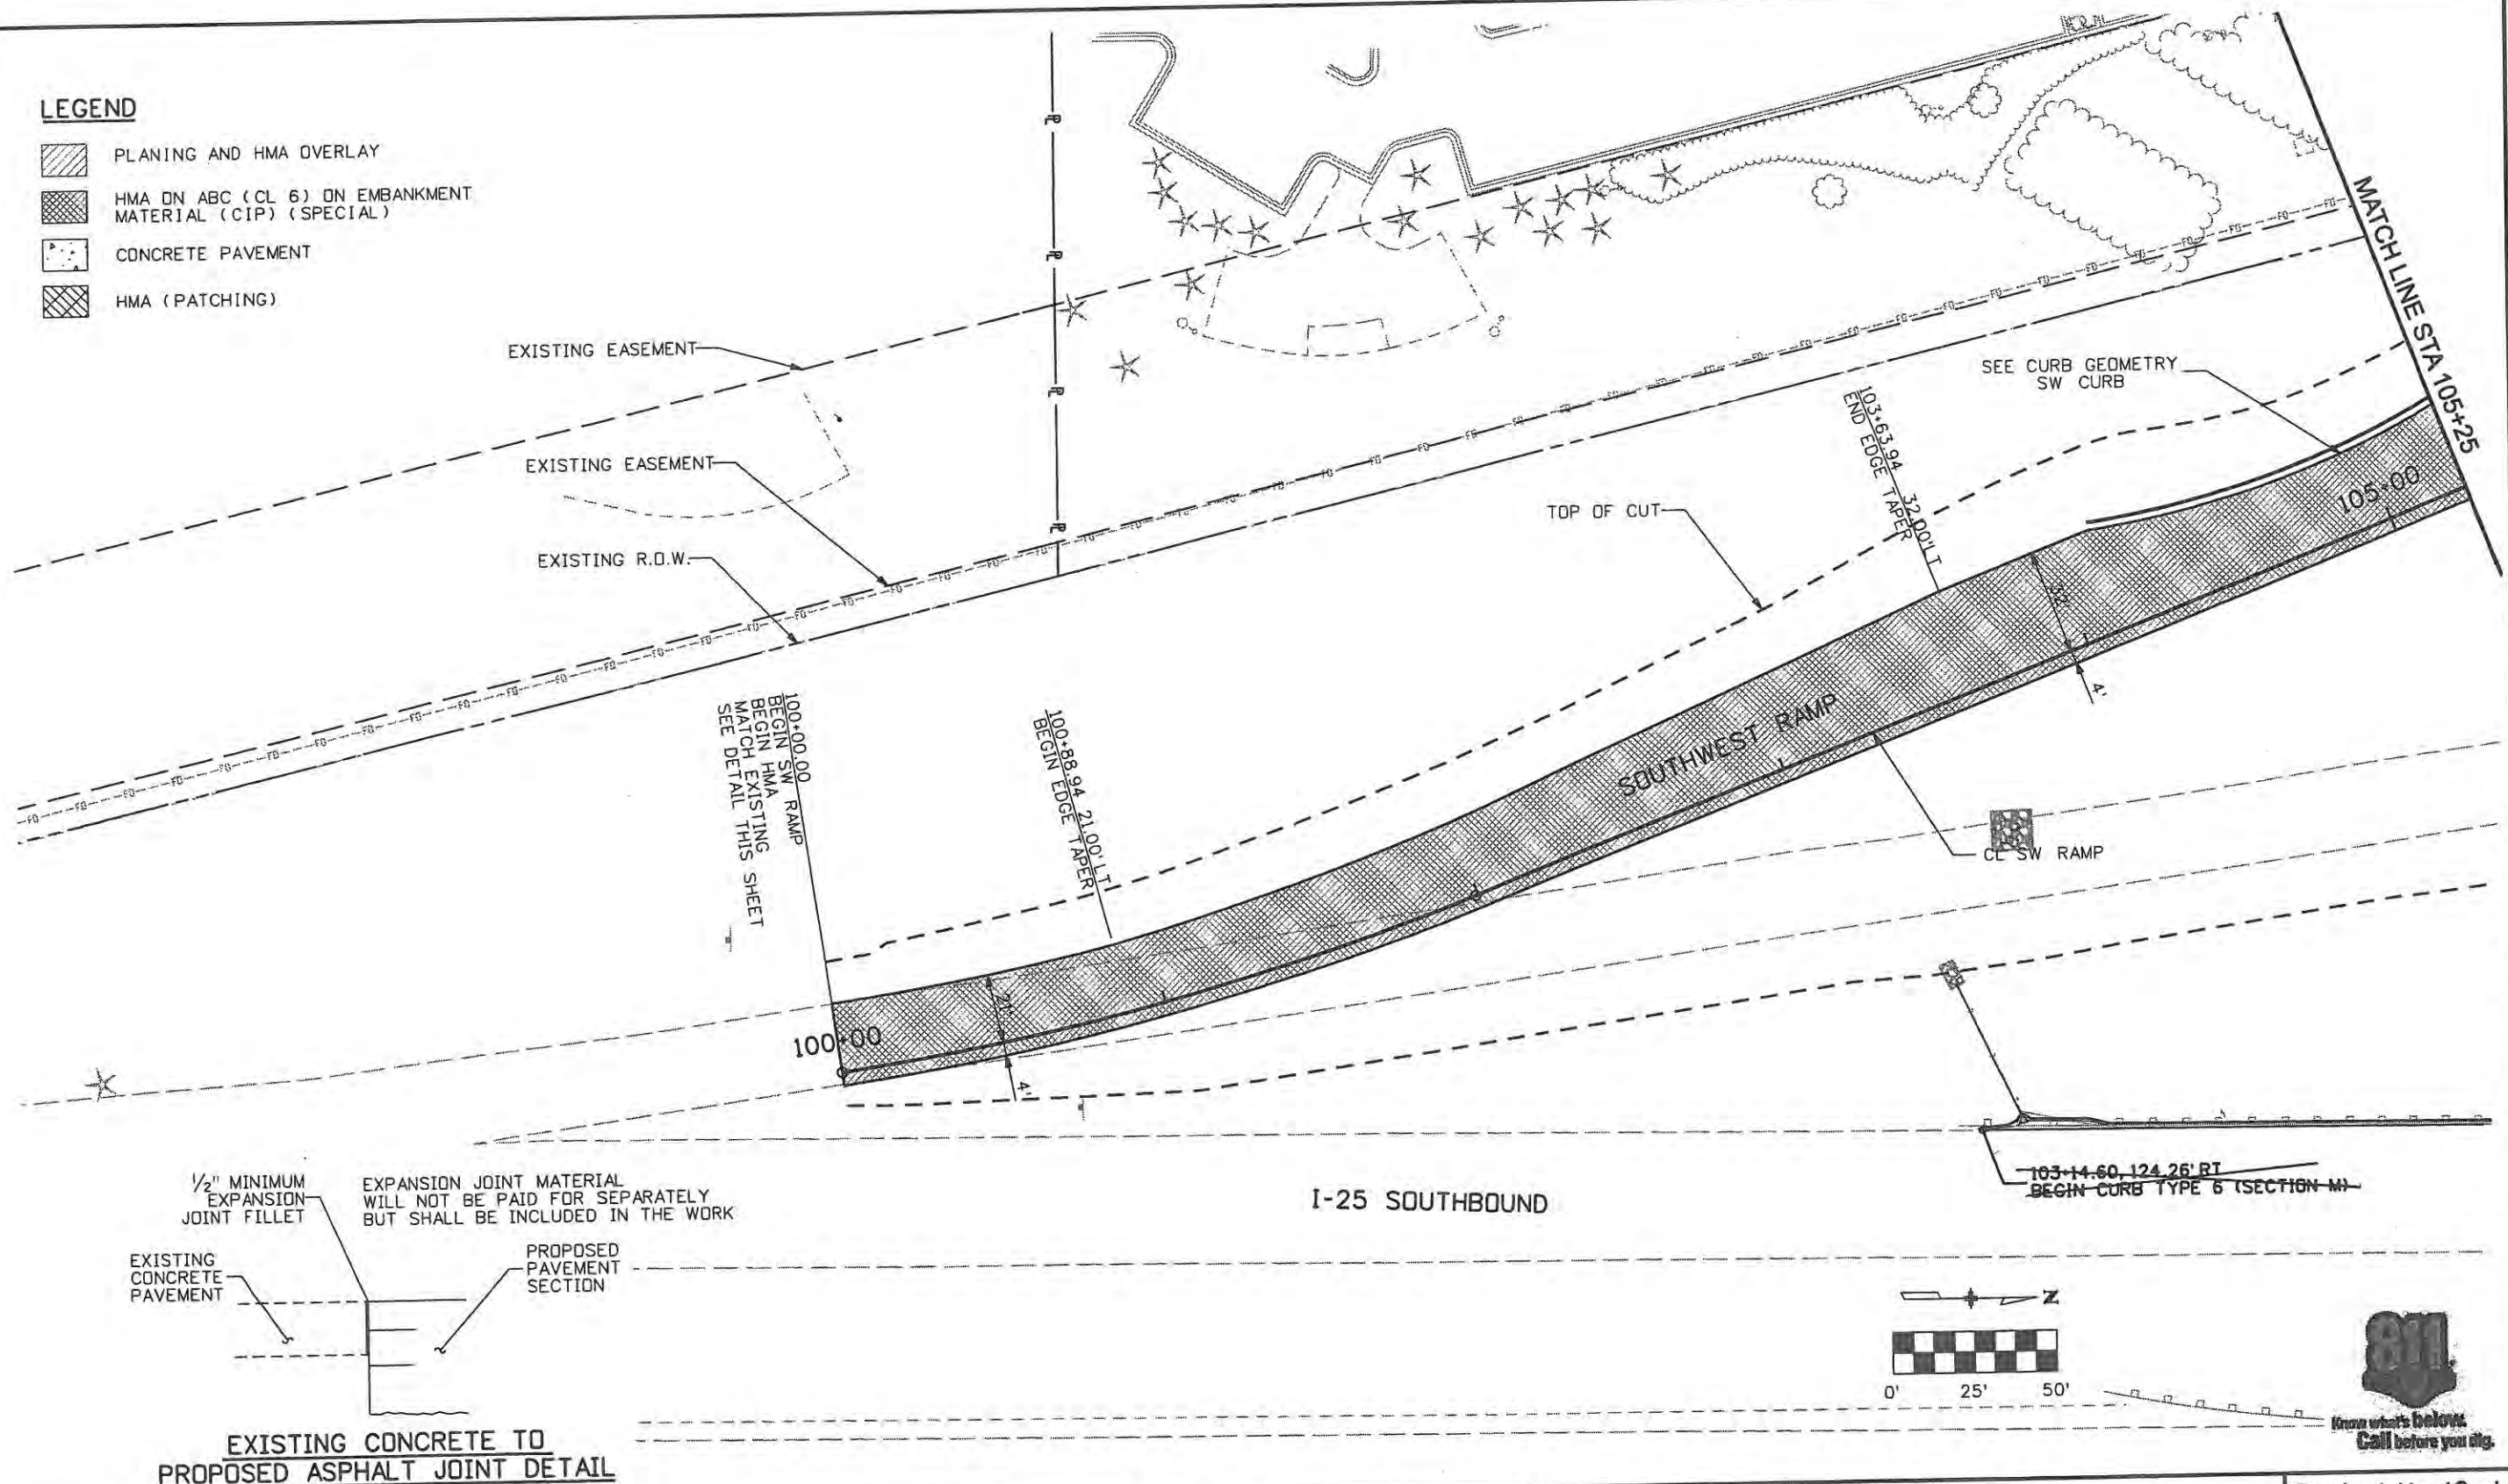 LEGEND
PLANING AND HMA OVERLAY
HMA ON ABC (CL 6) ON EMBANKMENT
MATERIAL (CIP) (SPECIAL)
CONCRETE PAVEMENT
HMA (PATCHING)
EXISTING EASEMENT
EXISTING EASEMENT
EXISTING R.O.W.
MATCH LINE STA 105+25
SEE CURB GEOMETRY
SW CURB
103+63.94 32.00' LT
END EDGE TAPER
TOP OF CUT
105+00
32'
4'
SOUTHWEST RAMP
CL SW RAMP
100+00.00
BEGIN SW RAMP
BEGIN HMA
MATCH EXISTING
SEE DETAIL THIS SHEET
100+88.94 21.00' LT
BEGIN EDGE TAPER
100+00
21'
4'
103+14.60, 124.26' RT
BEGIN CURB TYPE 6 (SECTION M)
I-25 SOUTHBOUND
1/2" MINIMUM
EXPANSION
JOINT FILLET
EXPANSION JOINT MATERIAL
WILL NOT BE PAID FOR SEPARATELY
BUT SHALL BE INCLUDED IN THE WORK
EXISTING
CONCRETE
PAVEMENT
PROPOSED
PAVEMENT
SECTION
EXISTING CONCRETE TO
PROPOSED ASPHALT JOINT DETAIL
Z
0' 25' 50'
811
Know what's below.
Call before you dig.